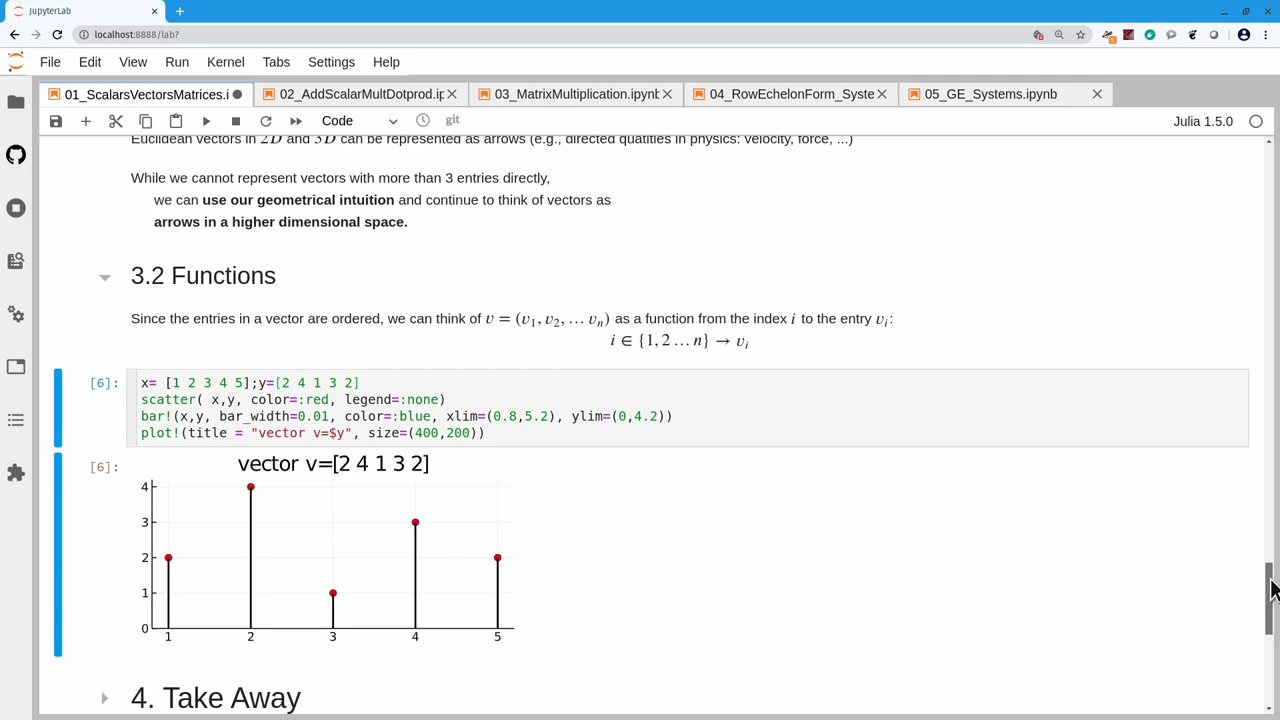 JupyterLab
localhost:8888/lab?
File Edit View Run Kernel Tabs Settings Help
01_ScalarsVectorsMatrices.i 02_AddScalarMultDotprod.ip 03_MatrixMultiplication.ipynb 04_RowEchelonForm_Syste 05_GE_Systems.ipynb
Code git Julia 1.5.0
Euclidean vectors in 2D and 3D can be represented as arrows (e.g., directed quatities in physics: velocity, force, ...)
While we cannot represent vectors with more than 3 entries directly,
we can use our geometrical intuition and continue to think of vectors as
arrows in a higher dimensional space.
3.2 Functions
Since the entries in a vector are ordered, we can think of v = (v₁, v₂, … vₙ) as a function from the index i to the entry vᵢ:
i ∈ {1, 2 … n} → vᵢ
[6]: x= [1 2 3 4 5];y=[2 4 1 3 2]
scatter( x,y, color=:red, legend=:none)
bar!(x,y, bar_width=0.01, color=:blue, xlim=(0.8,5.2), ylim=(0,4.2))
plot!(title = "vector v=$y", size=(400,200))
[6]: vector v=[2 4 1 3 2]
4
3
2
1
0
1 2 3 4 5
4. Take Away